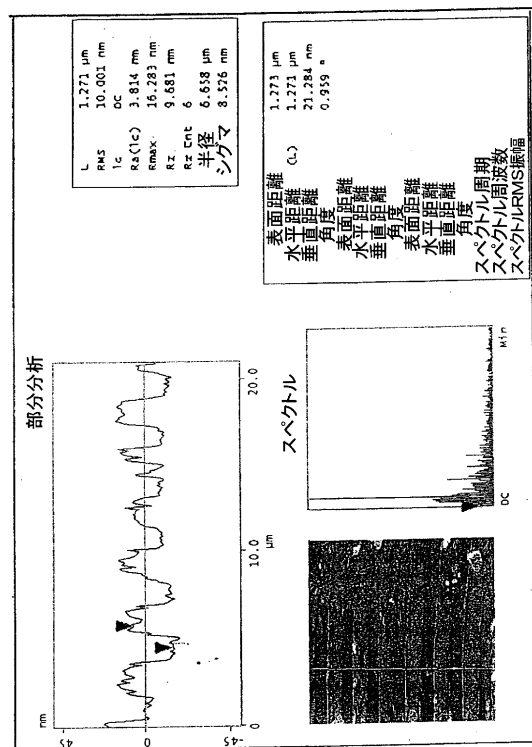 部分分析
nm
45
0
-45
0
10.0
20.0
μm
L 1.271 μm
RMS 10.001 nm
lc DC
Ra(lc) 3.814 nm
Rmax 16.283 nm
Rz 9.681 nm
Rz Cnt 6
半径 6.658 μm
シグマ 8.526 nm
スペクトル
DC
Min
表面距離 1.273 μm
水平距離 (L) 1.271 μm
垂直距離 21.284 nm
角度 0.959 °
表面距離
水平距離
垂直距離
角度
表面距離
水平距離
垂直距離
角度
スペクトル周期
スペクトル周波数
スペクトルRMS振幅